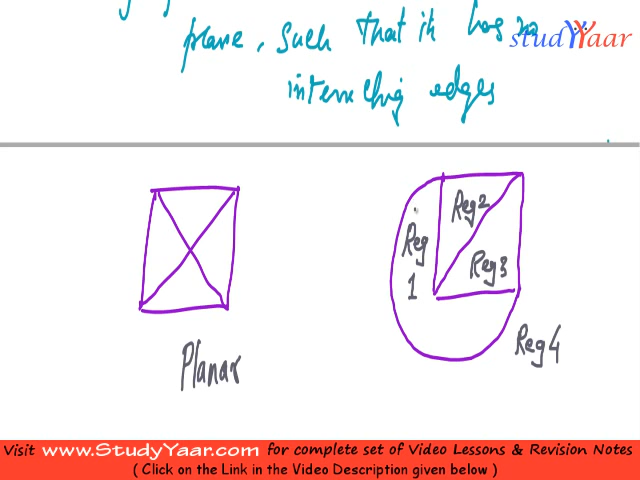 plane, such that it has no
studYYaar
intersecting edges
Reg 2
Reg
1
Reg 3
Reg 4
Planar
Visit www.StudyYaar.com for complete set of Video Lessons & Revision Notes
( Click on the Link in the Video Description given below )